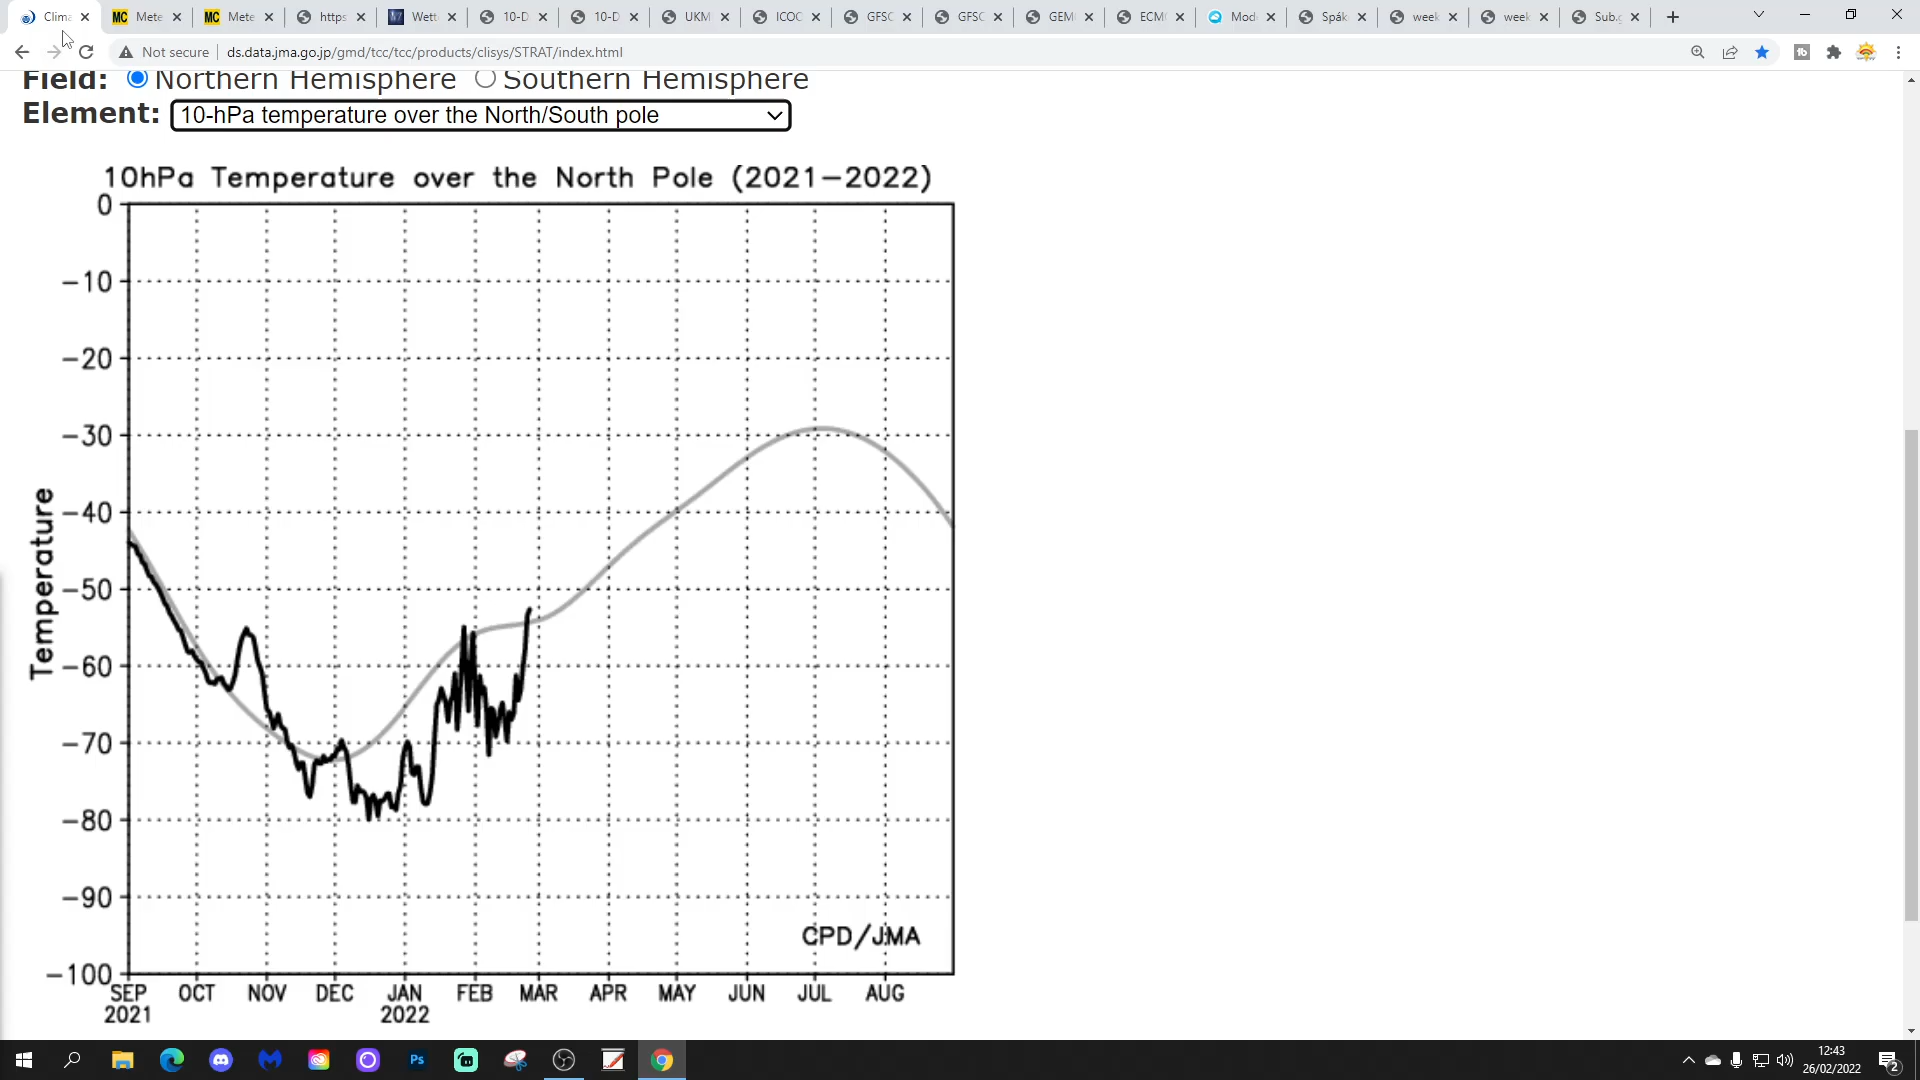 Clima
Mete
Mete
https
Wett
10-D
10-D
UKM
ICOC
GFSC
GFSC
GEM
ECM
Mod
Spák
week
week
Sub.g
Not secure
ds.data.jma.go.jp/gmd/tcc/tcc/products/clisys/STRAT/index.html
Field: Northern Hemisphere Southern Hemisphere
Element: 10-hPa temperature over the North/South pole
10hPa Temperature over the North Pole (2021-2022)
0
-10
-20
-30
-40
-50
-60
-70
-80
-90
-100
Temperature
CPD/JMA
SEP OCT NOV DEC JAN FEB MAR APR MAY JUN JUL AUG
2021 2022
Ps
12:43
26/02/2022
2